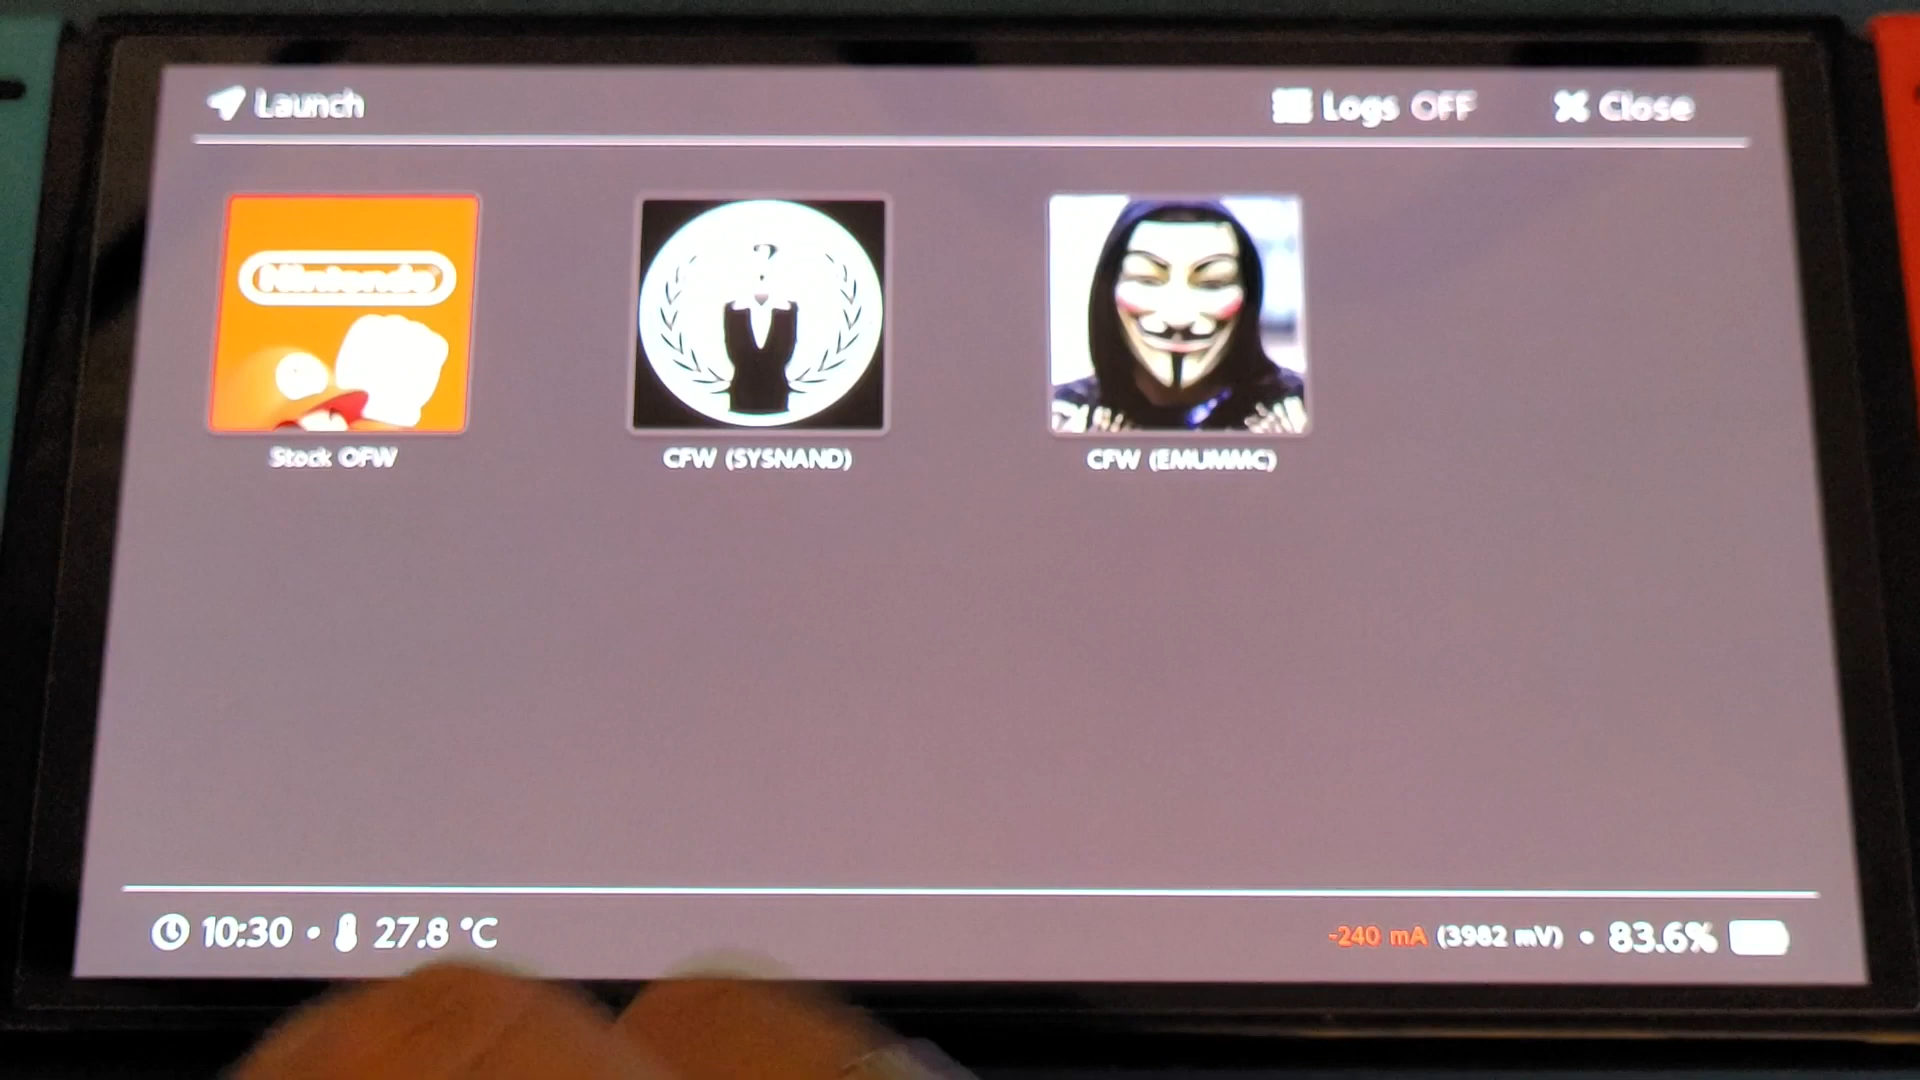 Launch
Logs OFF
Close
Nintendo
Stock OFW
CFW (SYSNAND)
CFW (EMUMMC)
10:30 • 27.8 °C
-240 mA (3982 mV) • 83.6%